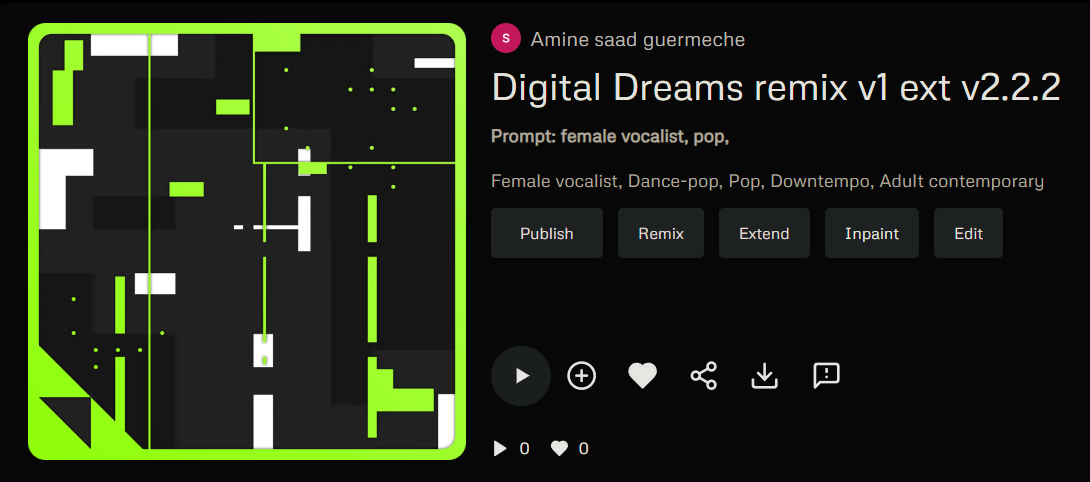 S Amine saad guermeche
Digital Dreams remix v1 ext v2.2.2
Prompt: female vocalist, pop,
Female vocalist, Dance-pop, Pop, Downtempo, Adult contemporary
Publish Remix Extend Inpaint Edit
0 0